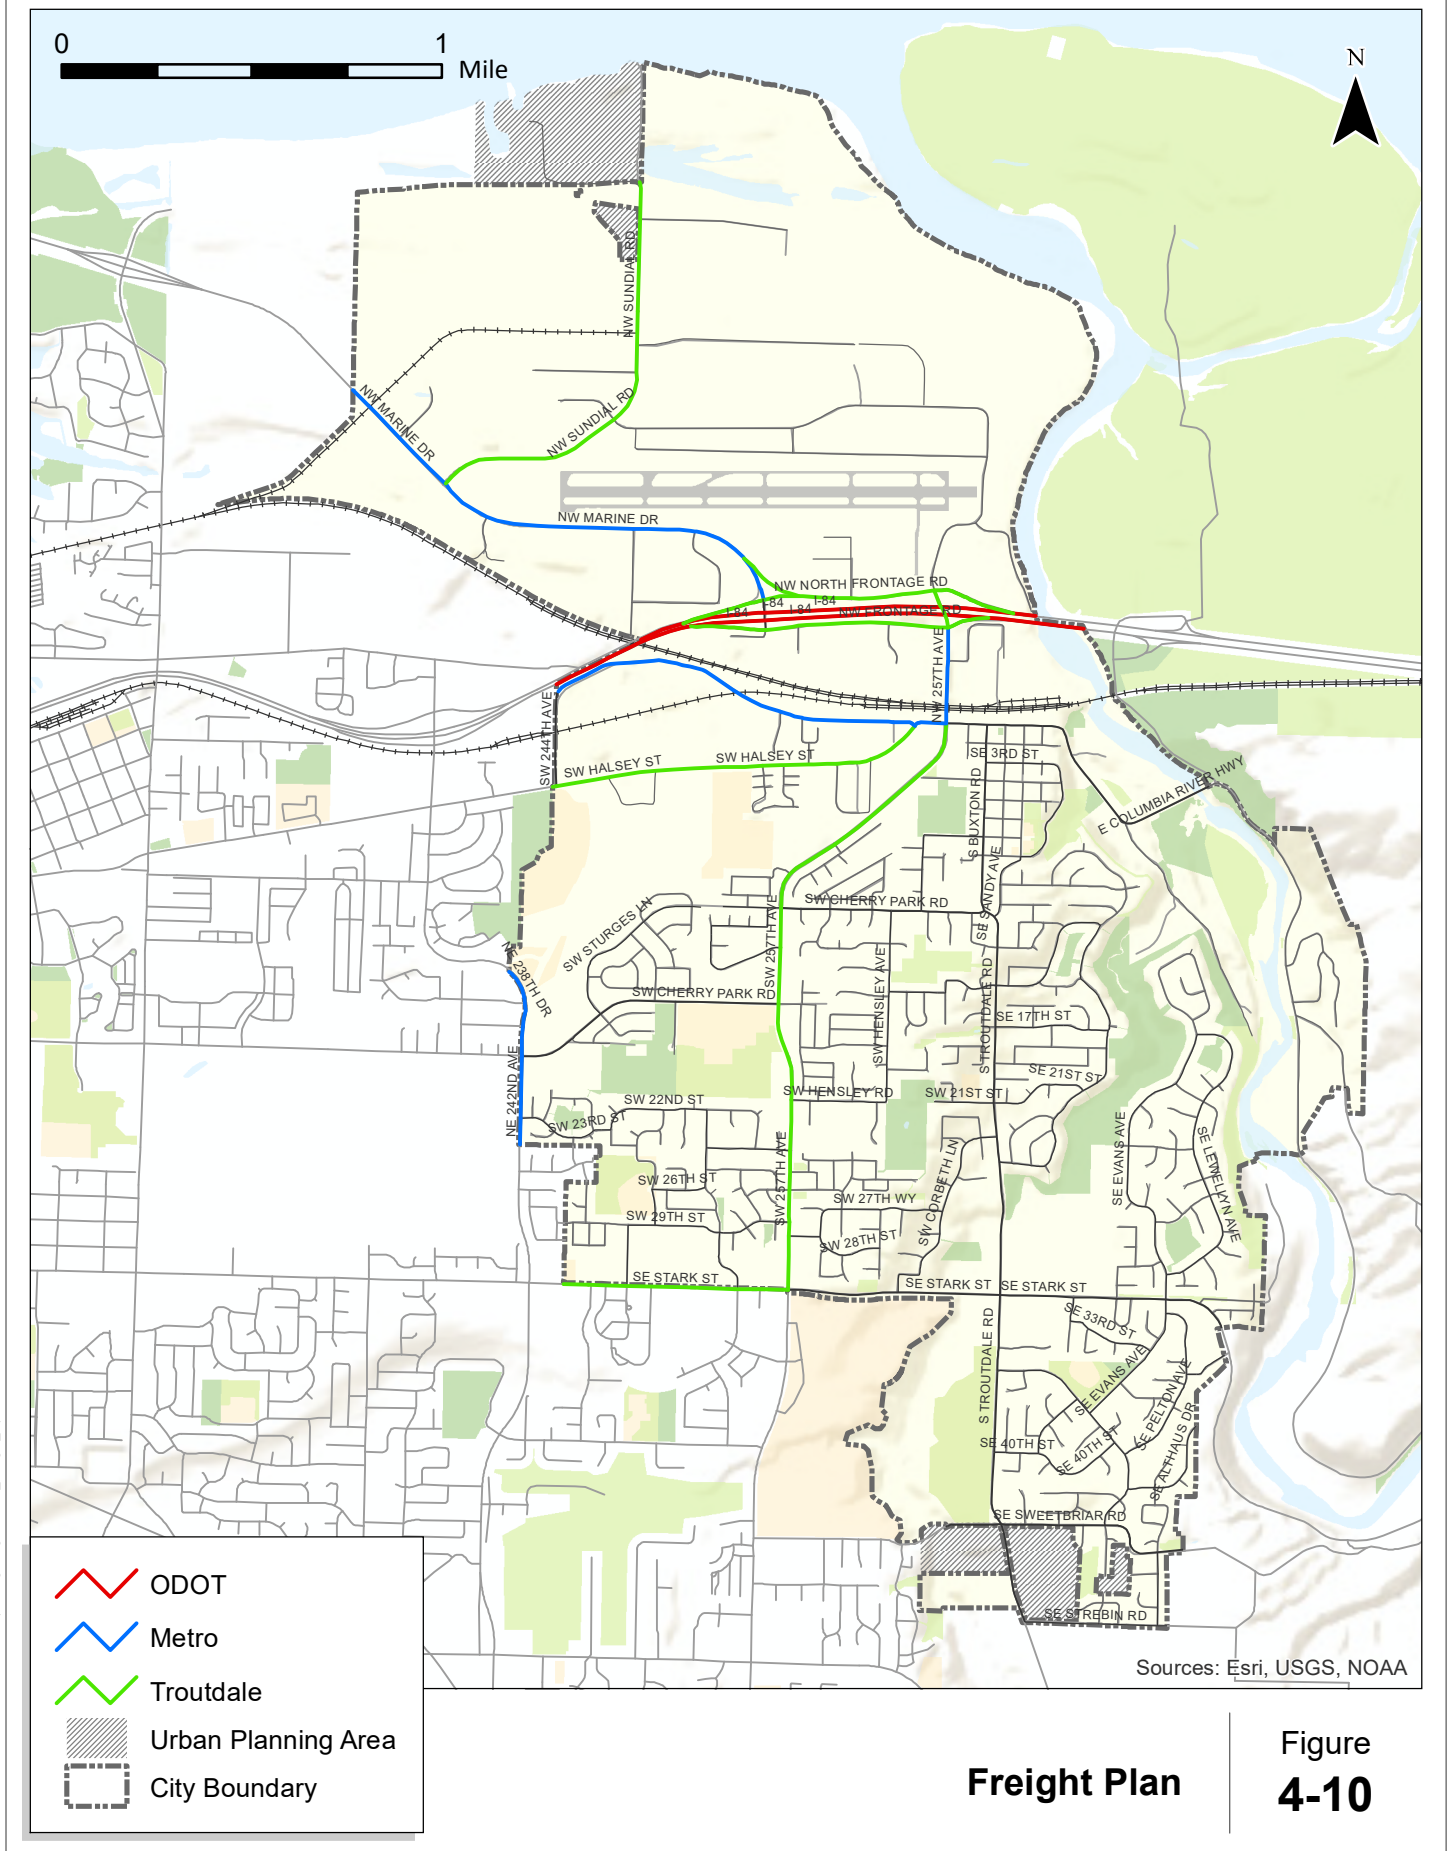 0 1
Mile
N
NW SUNDIAL RD
NW MARINE DR
NW SUNDIAL RD
NW MARINE DR
NW NORTH FRONTAGE RD
I-84
I-84
I-84
I-84
NW FRONTAGE RD
NW 257TH AVE
SW 244TH AVE
SW HALSEY ST
SW HALSEY ST
SE 3RD ST
S BUXTON RD
E COLUMBIA RIVER HWY
SE SANDY AVE
SW CHERRY PARK RD
SW STURGES LN
SW 257TH AVE
NE 238TH DR
SW CHERRY PARK RD
SW HENSLEY AVE
S TROUTDALE RD
SE 17TH ST
NE 242ND AVE
SE 21ST ST
SW HENSLEY RD
SW 21ST ST
SW 22ND ST
SW 23RD ST
SW 257TH AVE
SE EVANS AVE
SE LEWELLYN AVE
SW CORBETH LN
SW 26TH ST
SW 27TH WY
SW 29TH ST
SW 28TH ST
SE STARK ST
SE STARK ST
SE STARK ST
SE 33RD ST
S TROUTDALE RD
SE EVANS AVE
SE PELTON AVE
SE ALTHAUS DR
SE 40TH ST
SE 40TH ST
SE SWEETBRIAR RD
SE STREBIN RD
Sources: Esri, USGS, NOAA
ODOT
Metro
Troutdale
Urban Planning Area
City Boundary
Freight Plan
Figure
4-10